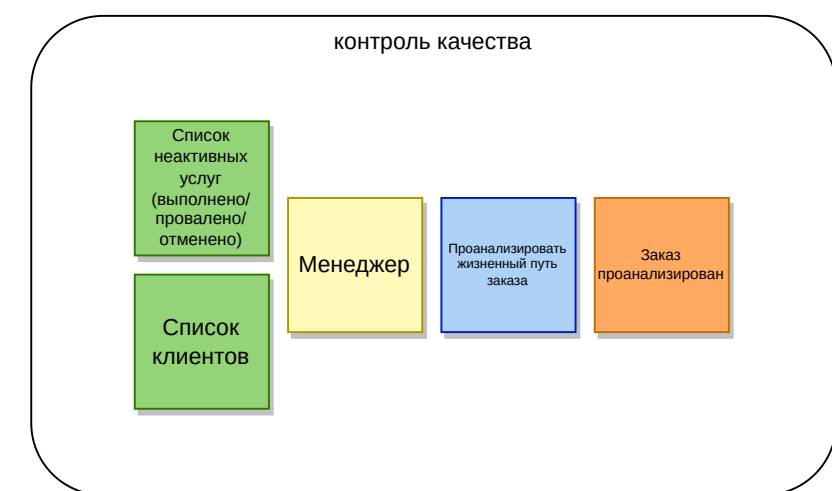 контроль качества
Список
неактивных
услуг
(выполнено/
провалено/
отменено)
Список
клиентов
Менеджер
Проанализировать
жизненный путь
заказа
Заказ
проанализирован